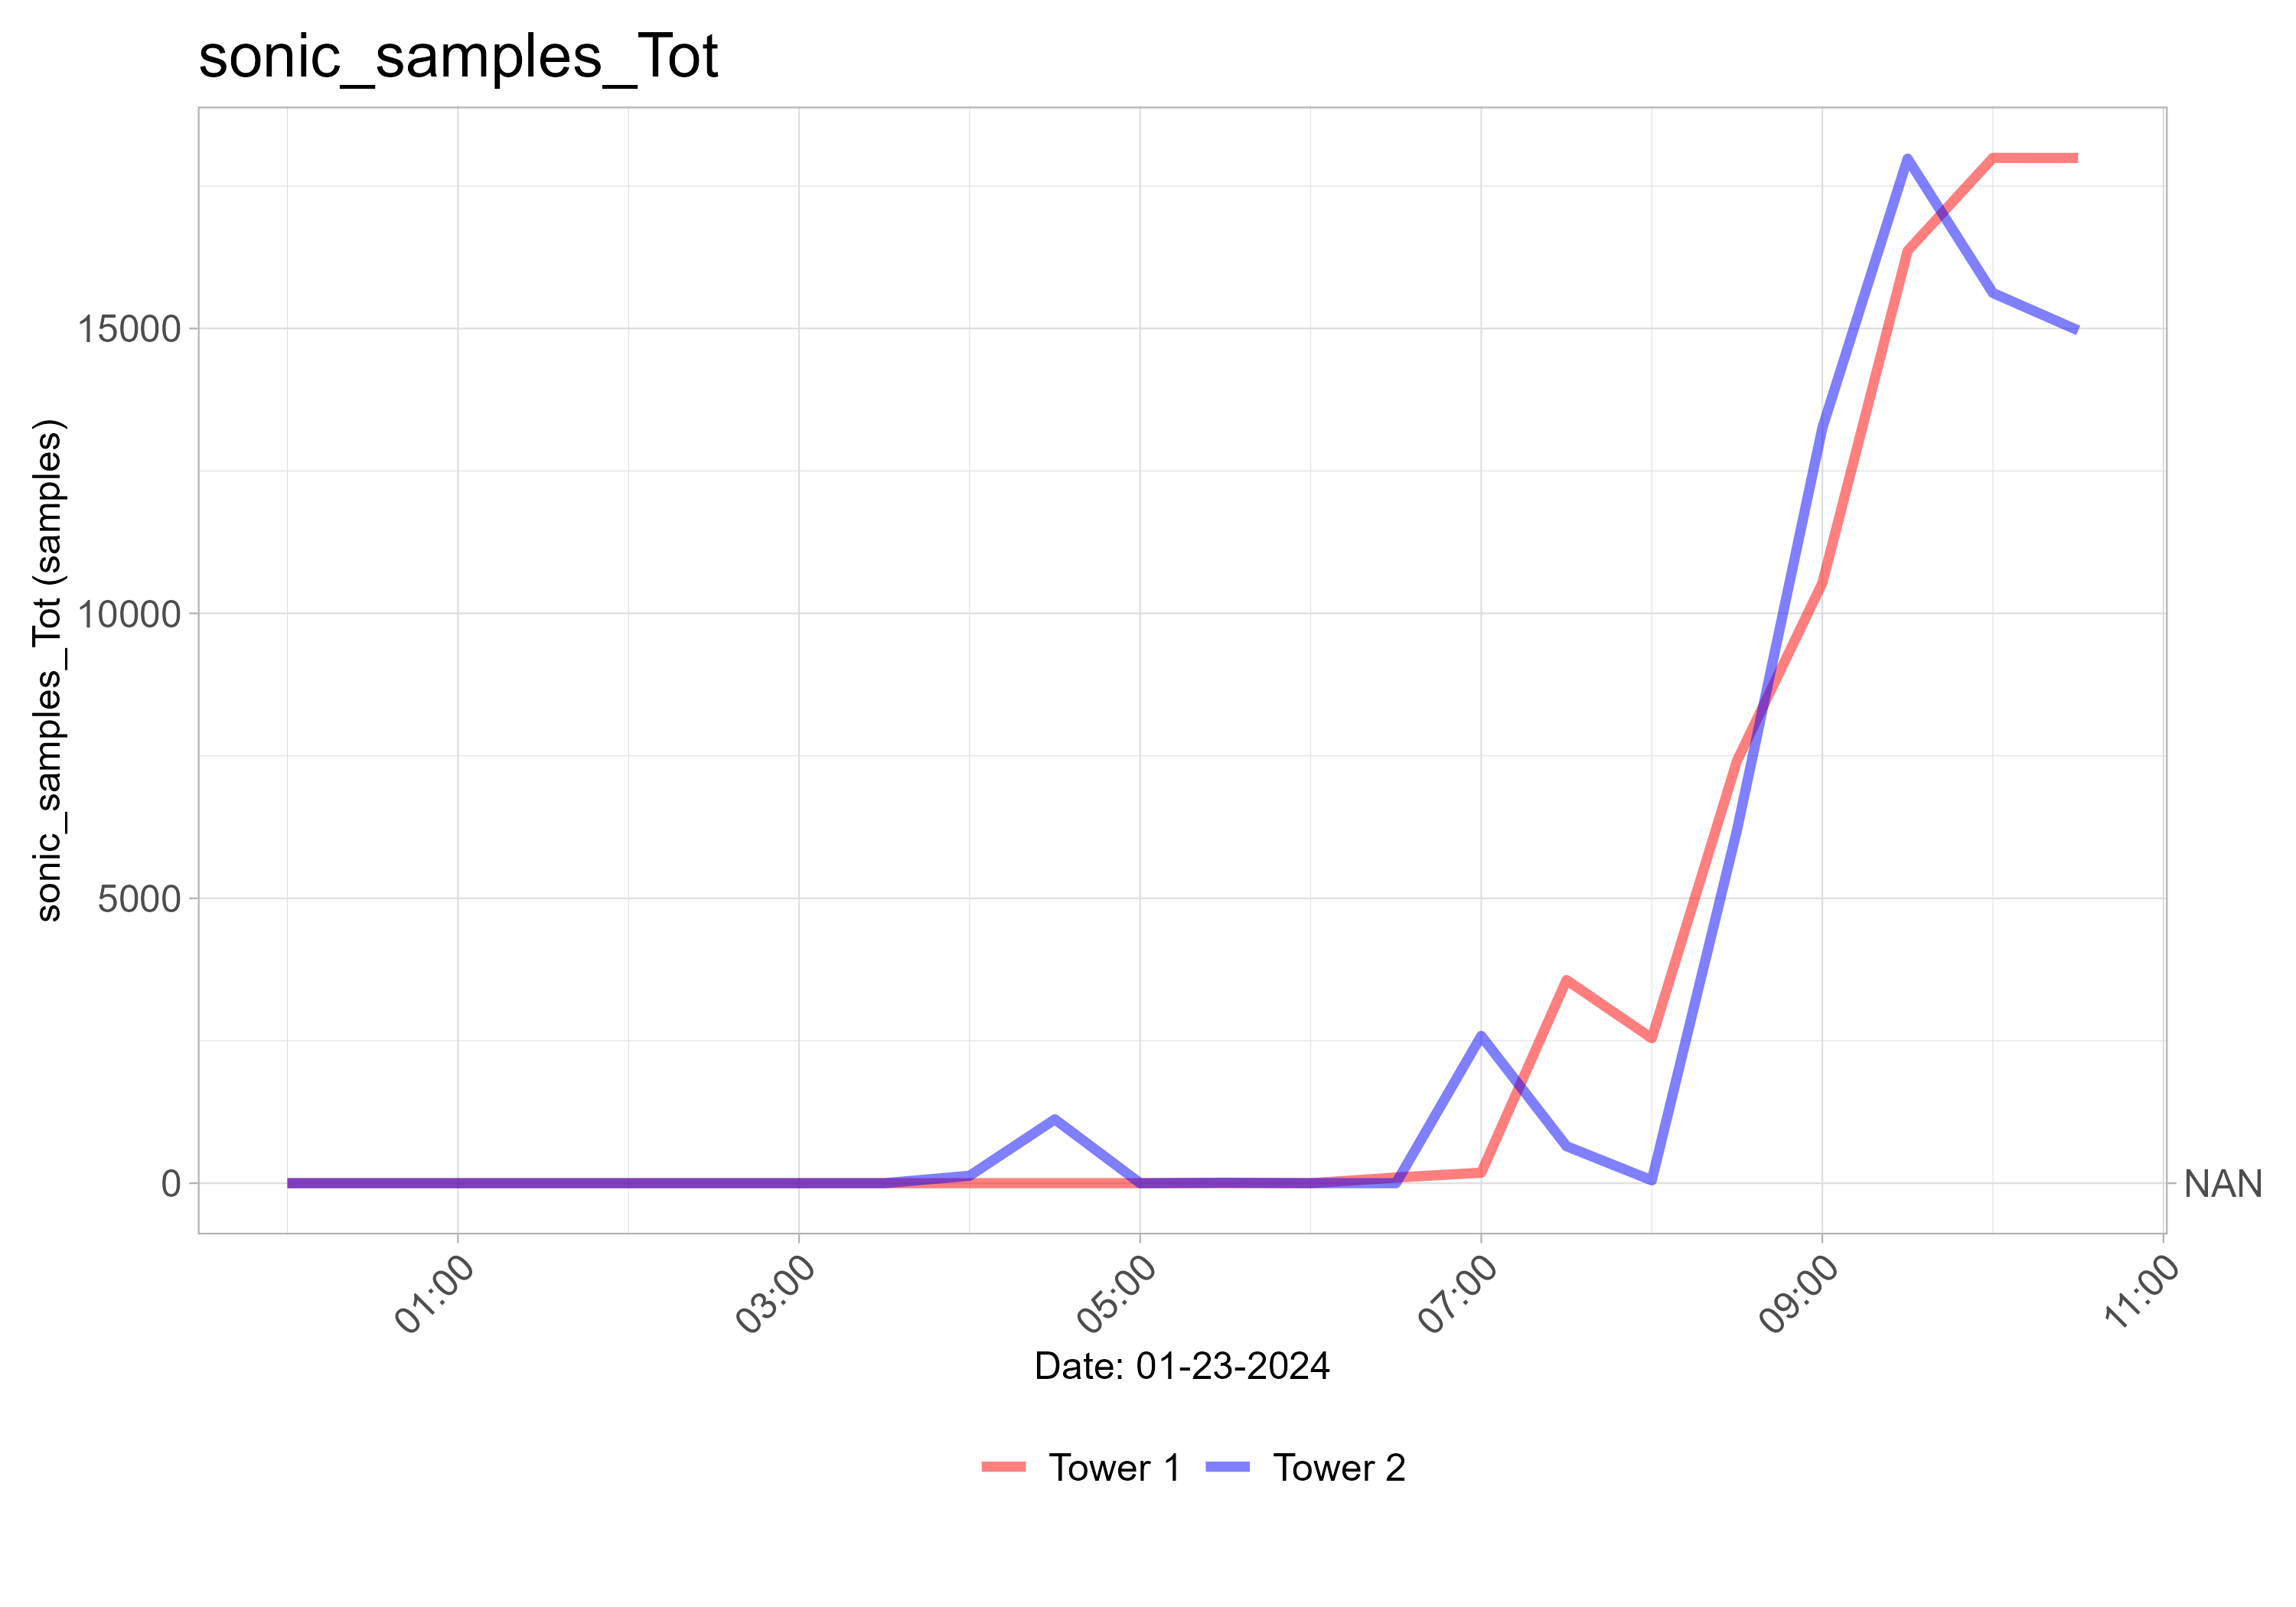 sonic_samples_Tot
sonic_samples_Tot (samples)
15000
10000
5000
0
NAN
01:00
03:00
05:00
07:00
09:00
11:00
Date: 01-23-2024
Tower 1
Tower 2